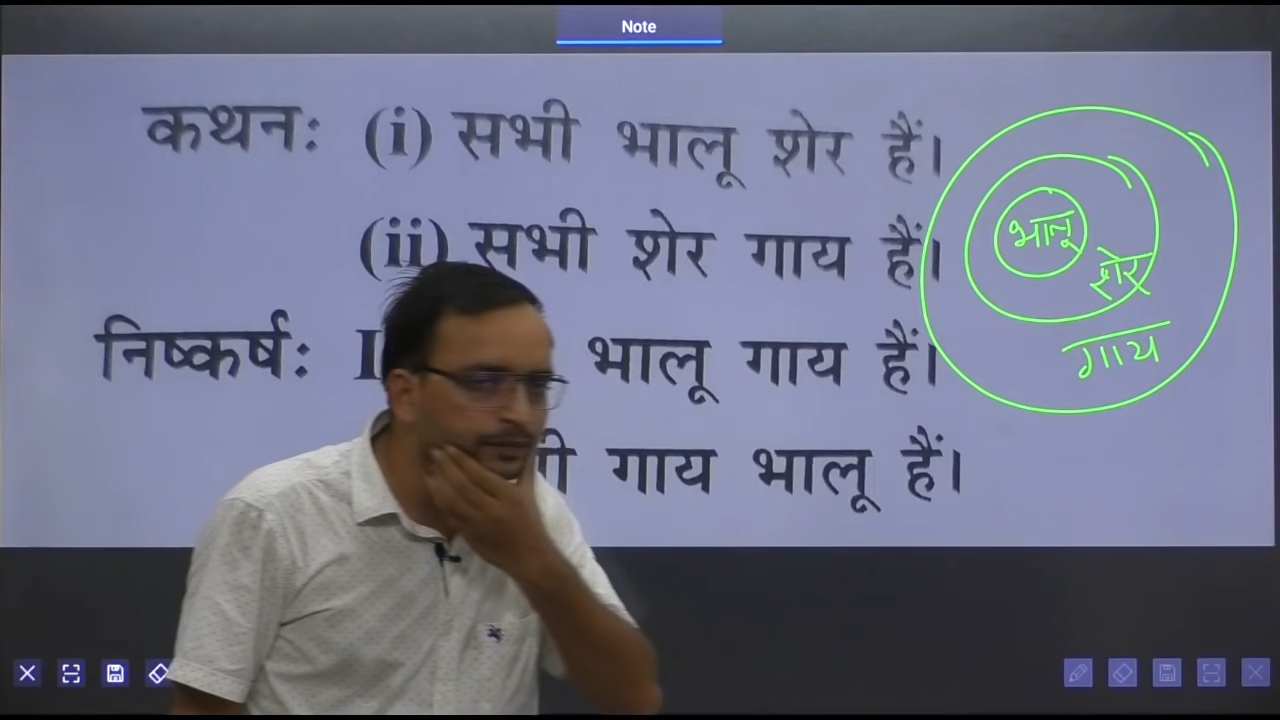 Note
कथन: (i) सभी भालू शेर हैं।
(ii) सभी शेर गाय हैं।
निष्कर्ष: I भालू गाय हैं।
गाय भालू हैं।
भालू
शेर
गाय